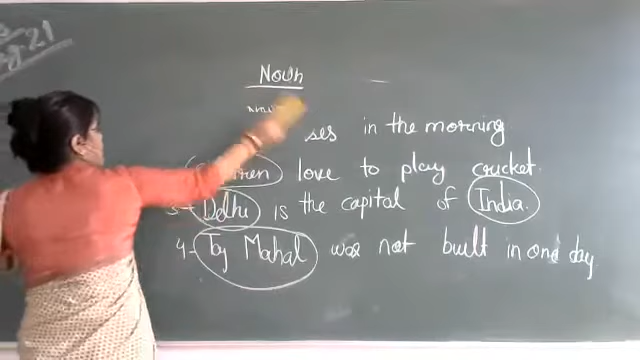 Noun
ses in the morning
love to play cricket.
3- Delhi is the capital of India.
4- Taj Mahal was not built in one day